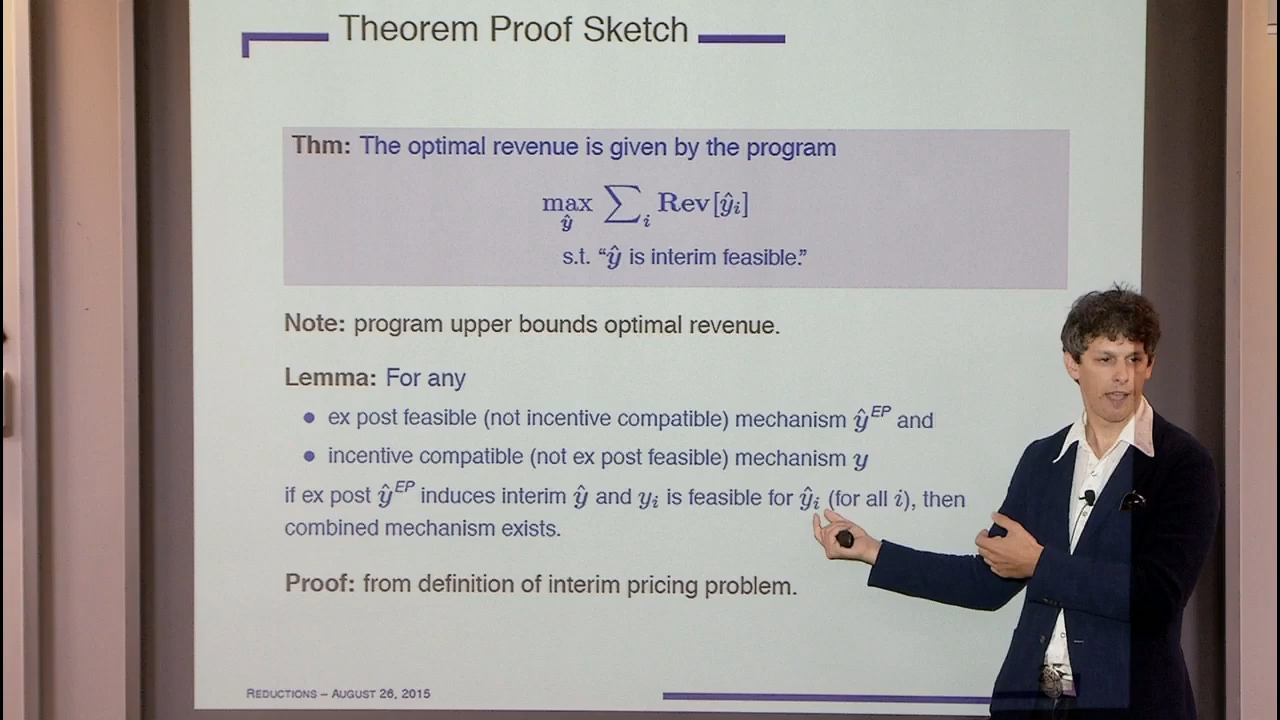 Theorem Proof Sketch
Thm: The optimal revenue is given by the program
max_ŷ ∑_i Rev[ŷ_i]
s.t. “ŷ is interim feasible.”
Note: program upper bounds optimal revenue.
Lemma: For any
• ex post feasible (not incentive compatible) mechanism ŷ^EP and
• incentive compatible (not ex post feasible) mechanism y
if ex post ŷ^EP induces interim ŷ and y_i is feasible for ŷ_i (for all i), then
combined mechanism exists.
Proof: from definition of interim pricing problem.
REDUCTIONS – AUGUST 26, 2015